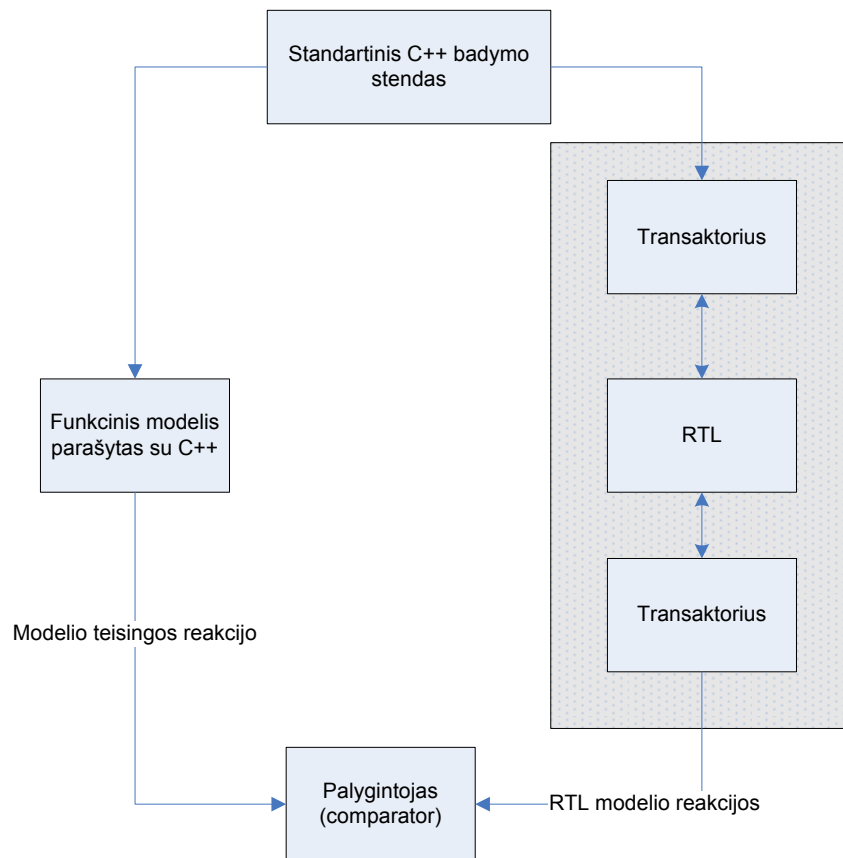 Standartinis C++ badymo
stendas
Transaktorius
Funkcinis modelis
parašytas su C++
RTL
Transaktorius
Modelio teisingos reakcijo
Palygintojas
(comparator)
RTL modelio reakcijos